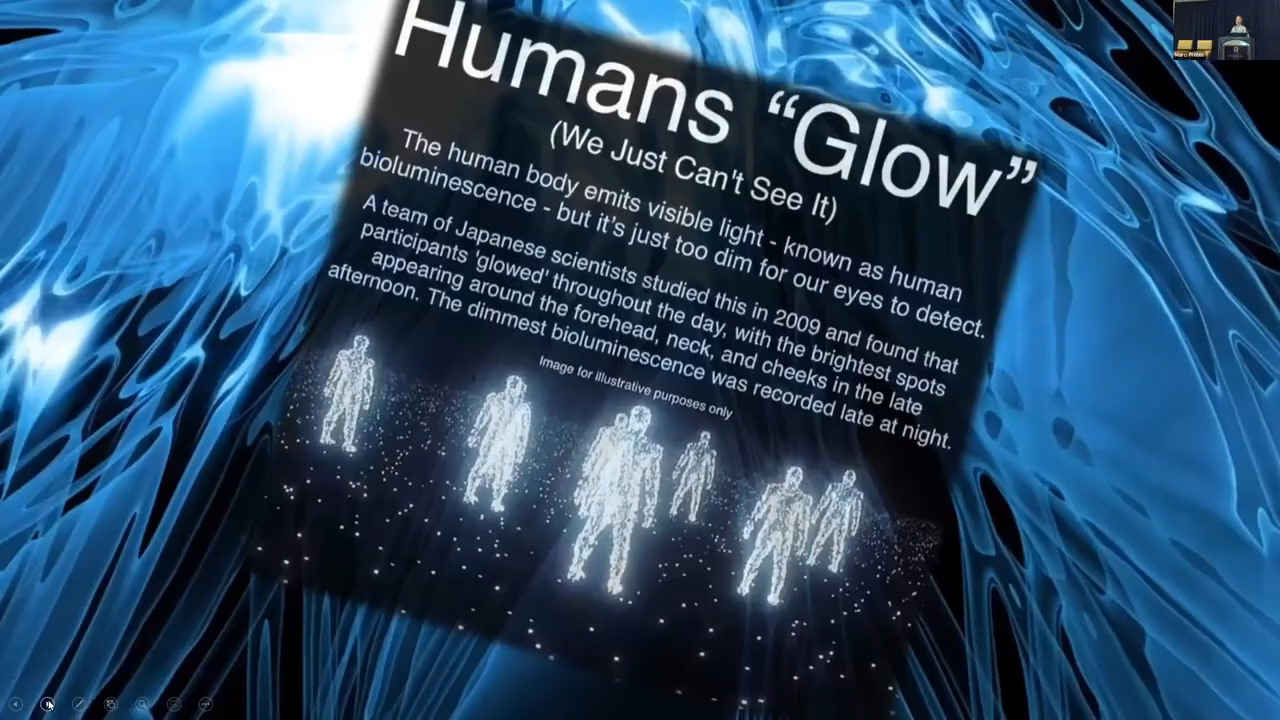 Humans “Glow”
(We Just Can't See It)
The human body emits visible light - known as human
bioluminescence - but it’s just too dim for our eyes to detect.
A team of Japanese scientists studied this in 2009 and found that
participants 'glowed' throughout the day, with the brightest spots
appearing around the forehead, neck, and cheeks in the late
afternoon. The dimmest bioluminescence was recorded late at night.
Image for illustrative purposes only